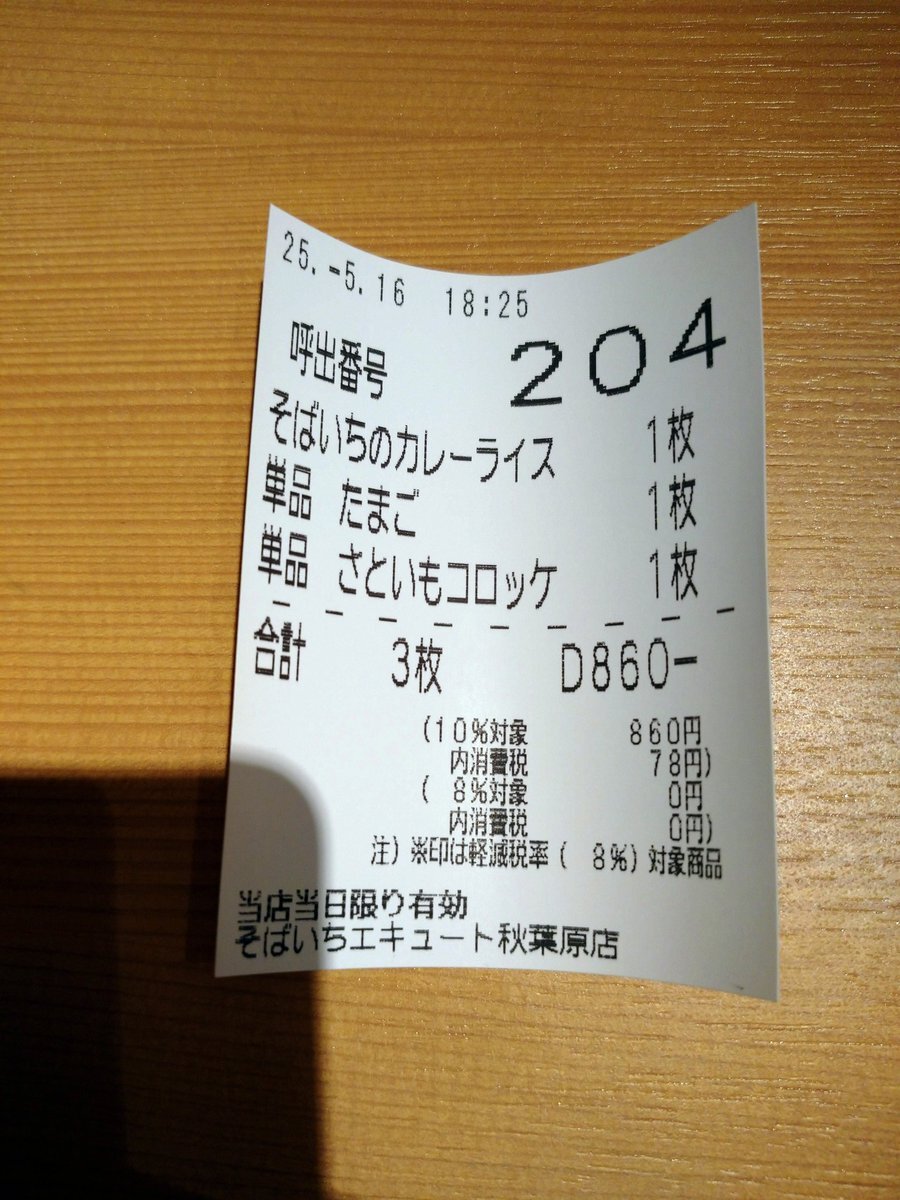 25.-5.16 18:25
呼出番号 204
そばいちのカレーライス 1枚
単品 たまご 1枚
単品 さといもコロッケ 1枚
合計 3枚 D860-
(10%対象 860円
内消費税 78円)
( 8%対象 0円
内消費税 0円)
注)※印は軽減税率( 8%)対象商品
当店当日限り有効
そばいちエキュート秋葉原店